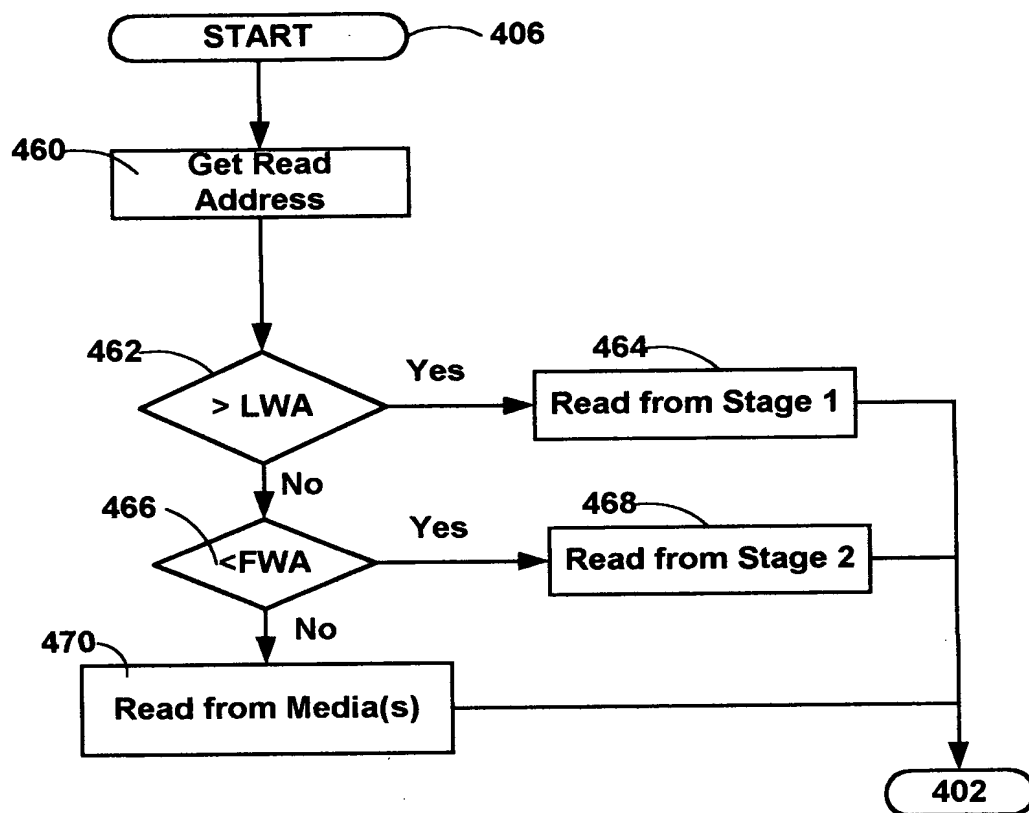 START
406
460
Get Read
Address
462
> LWA
Yes
464
Read from Stage 1
No
466
<FWA
Yes
468
Read from Stage 2
No
470
Read from Media(s)
402